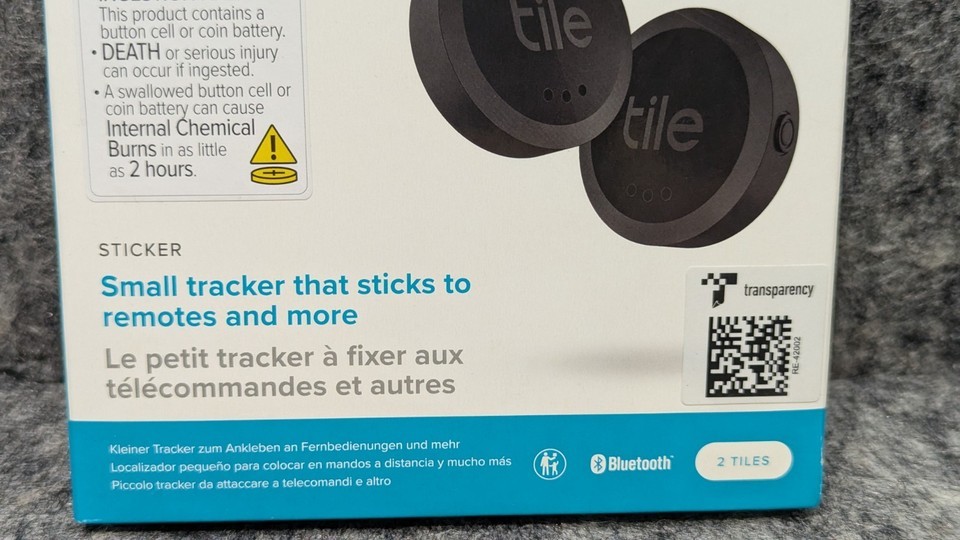 This product contains a
button cell or coin battery.
• DEATH or serious injury
can occur if ingested.
• A swallowed button cell or
coin battery can cause
Internal Chemical
Burns in as little
as 2 hours.
tile
tile
STICKER
Small tracker that sticks to
remotes and more
Le petit tracker à fixer aux
télécommandes et autres
transparency
RE-42002
Kleiner Tracker zum Ankleben an Fernbedienungen und mehr
Localizador pequeño para colocar en mandos a distancia y mucho más
Piccolo tracker da attaccare a telecomandi e altro
Bluetooth
2 TILES